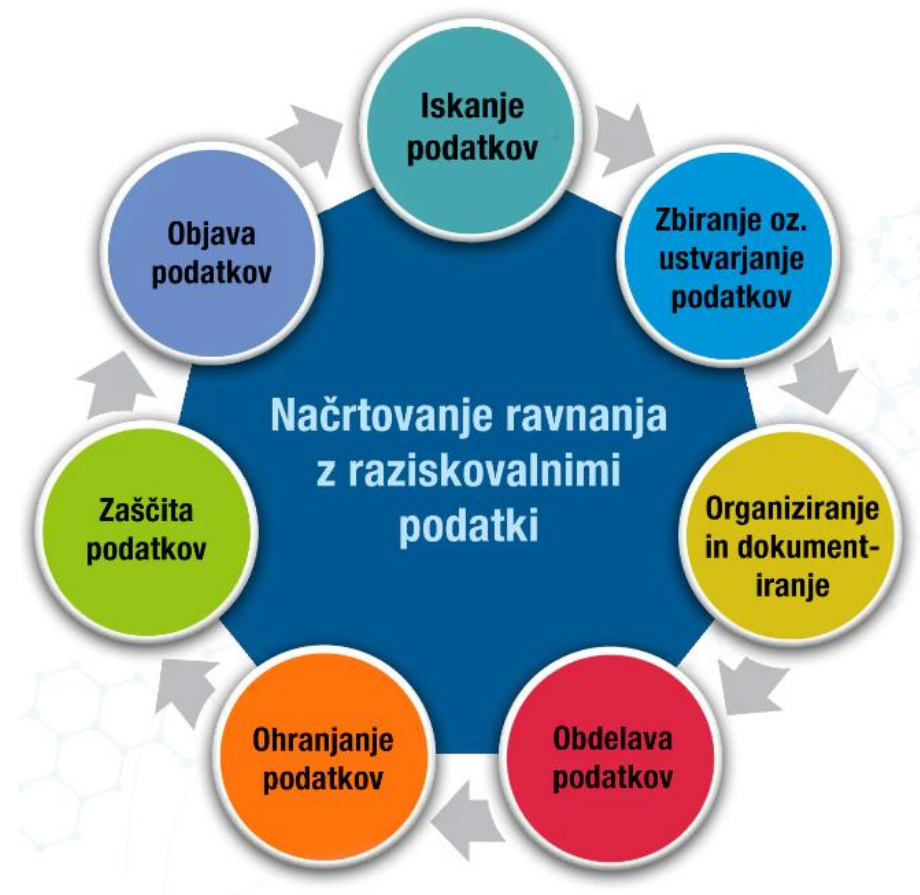 Iskanje
podatkov
Zbiranje oz.
ustvarjanje
podatkov
Organiziranje
in dokument-
iranje
Obdelava
podatkov
Ohranjanje
podatkov
Zaščita
podatkov
Objava
podatkov
Načrtovanje ravnanja
z raziskovalnimi
podatki